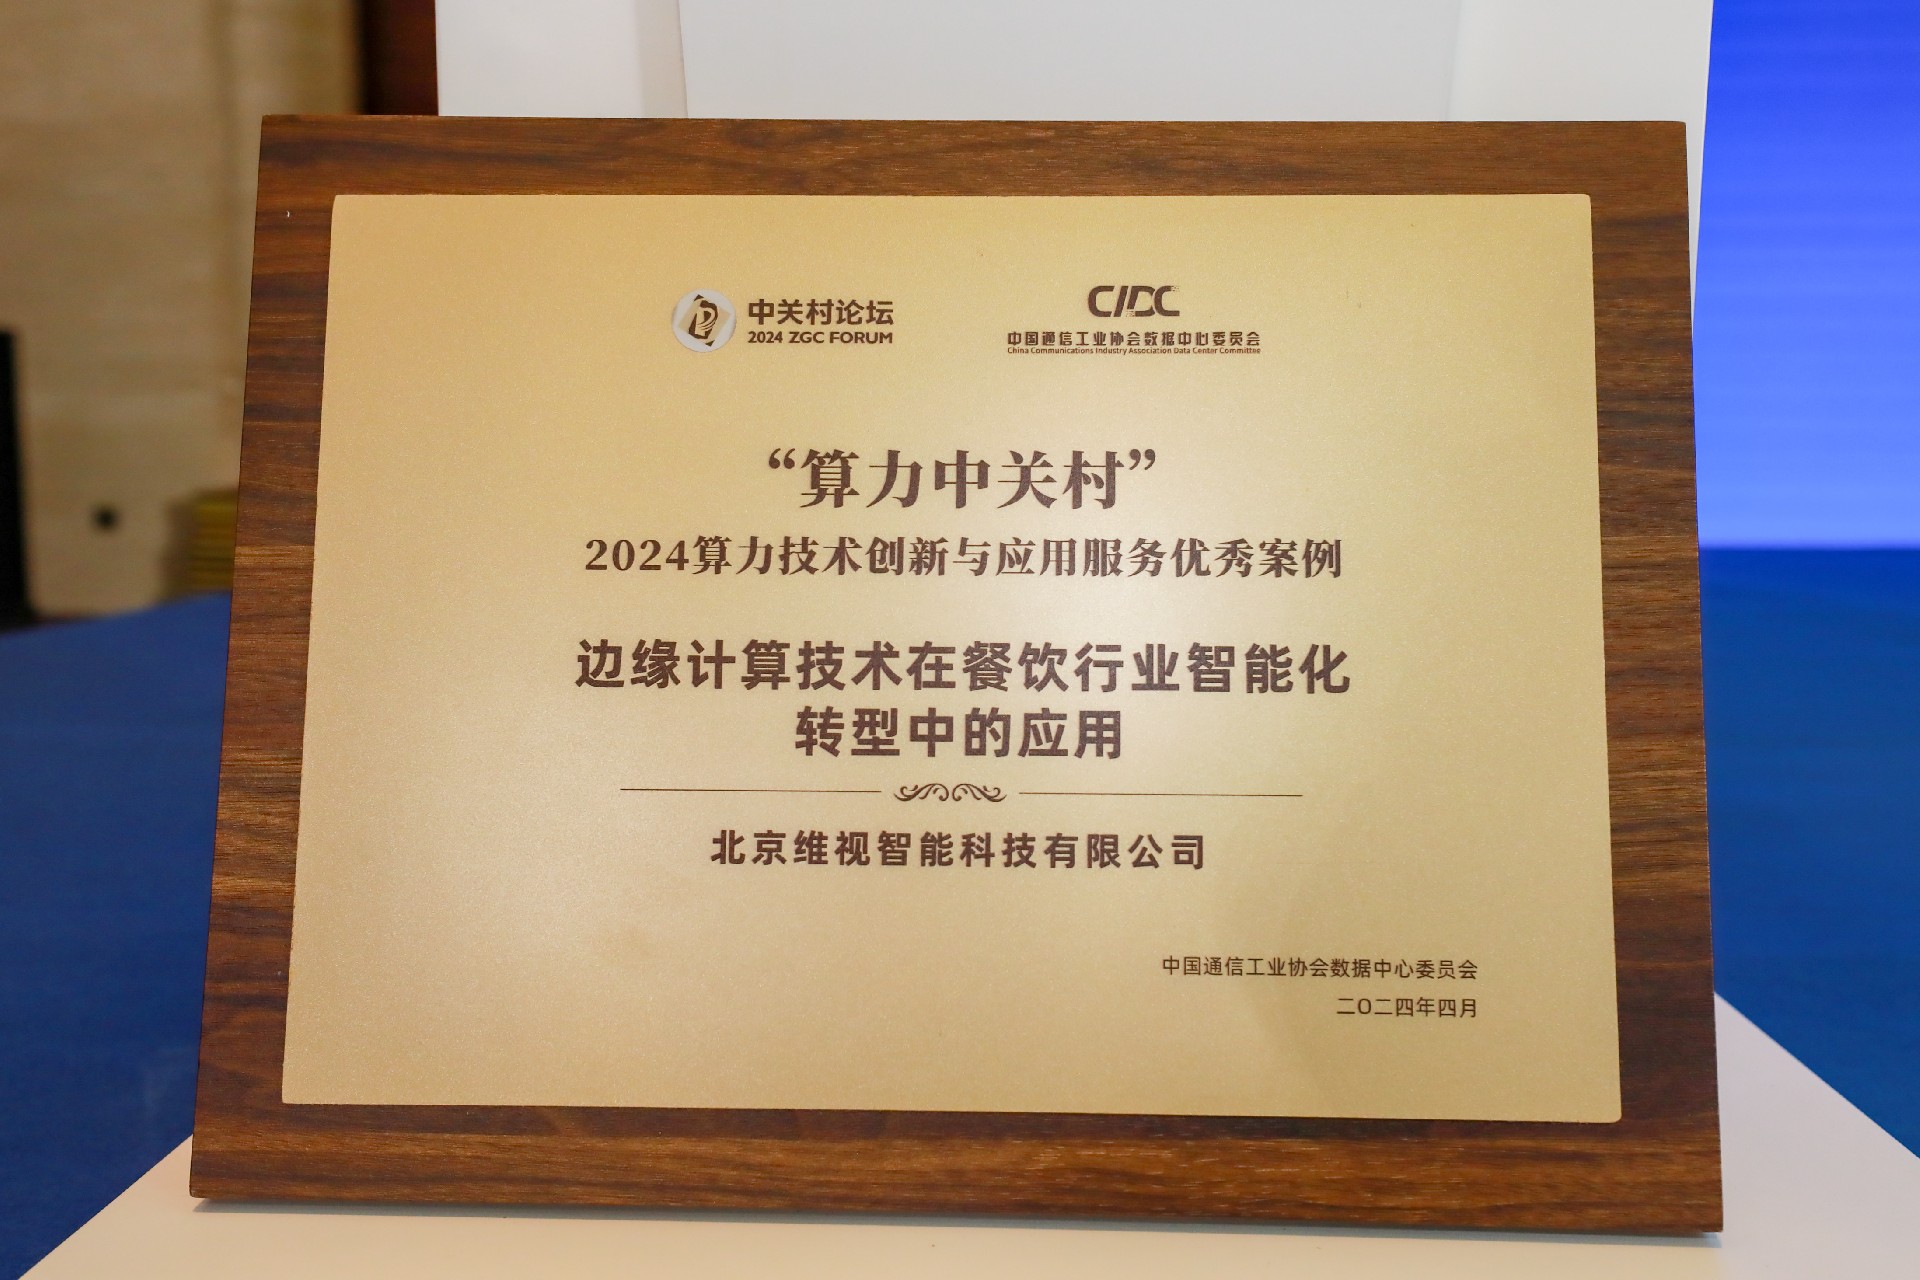 中关村论坛
2024 ZGC FORUM
CIDC
中国通信工业协会数据中心委员会
China Communications Industry Association Data Center Committee
“算力中关村”
2024算力技术创新与应用服务优秀案例
边缘计算技术在餐饮行业智能化
转型中的应用
北京维视智能科技有限公司
中国通信工业协会数据中心委员会
二〇二四年四月